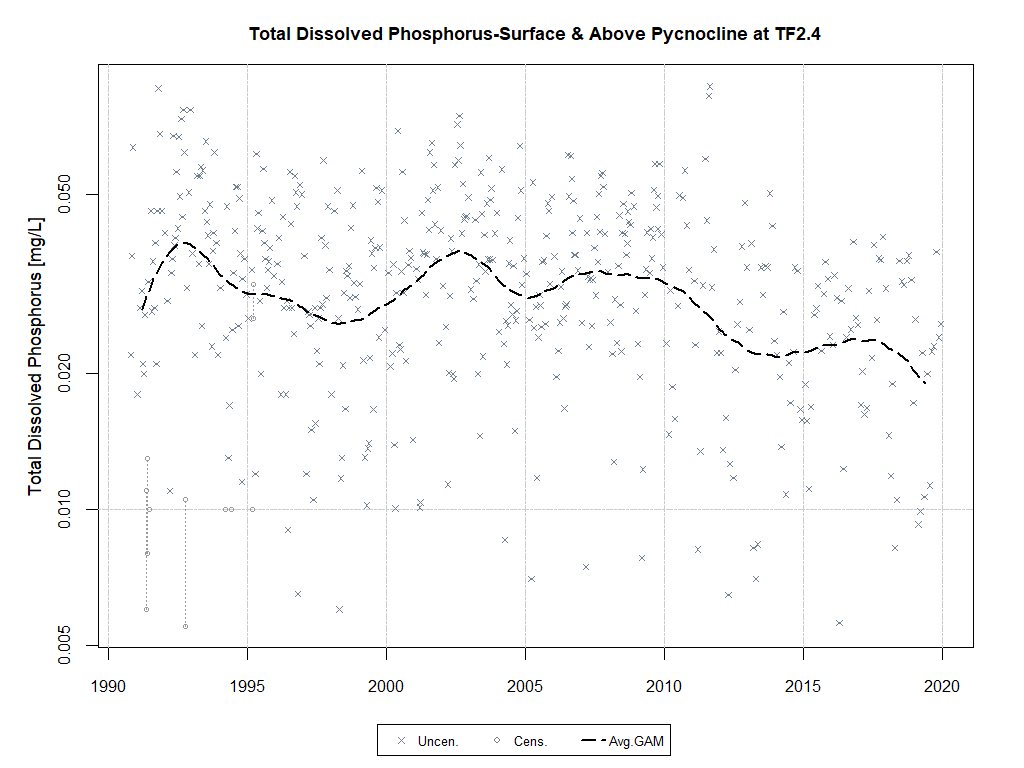 Total Dissolved Phosphorus-Surface & Above Pycnocline at TF2.4
Total Dissolved Phosphorus [mg/L]
0.050
0.020
0.010
0.005
1990 1995 2000 2005 2010 2015 2020
Uncen. Cens. Avg.GAM